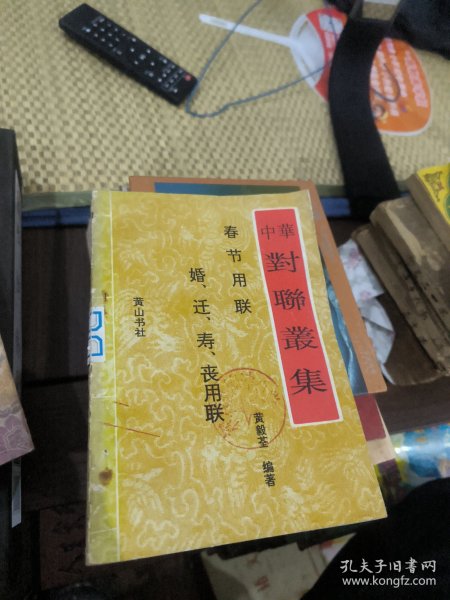 中華
對聯叢集
春节用联
婚、迁、寿、丧用联
黄毅荃 编著
黄山书社
孔夫子旧书网
www.kongfz.com